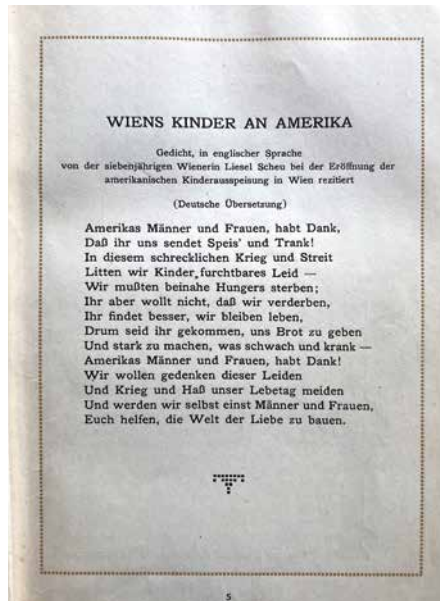 WIENS KINDER AN AMERIKA
Gedicht, in englischer Sprache
von der siebenjährigen Wienerin Liesel Scheu bei der Eröffnung der
amerikanischen Kinderausspeisung in Wien rezitiert
(Deutsche Übersetzung)
Amerikas Männer und Frauen, habt Dank,
Daß ihr uns sendet Speis' und Trank!
In diesem schrecklichen Krieg und Streit
Litten wir Kinder furchtbares Leid —
Wir mußten beinahe Hungers sterben;
Ihr aber wollt nicht, daß wir verderben,
Ihr findet besser, wir bleiben leben,
Drum seid ihr gekommen, uns Brot zu geben
Und stark zu machen, was schwach und krank —
Amerikas Männer und Frauen, habt Dank!
Wir wollen gedenken dieser Leiden
Und Krieg und Haß unser Lebetag meiden
Und werden wir selbst einst Männer und Frauen,
Euch helfen, die Welt der Liebe zu bauen.
5